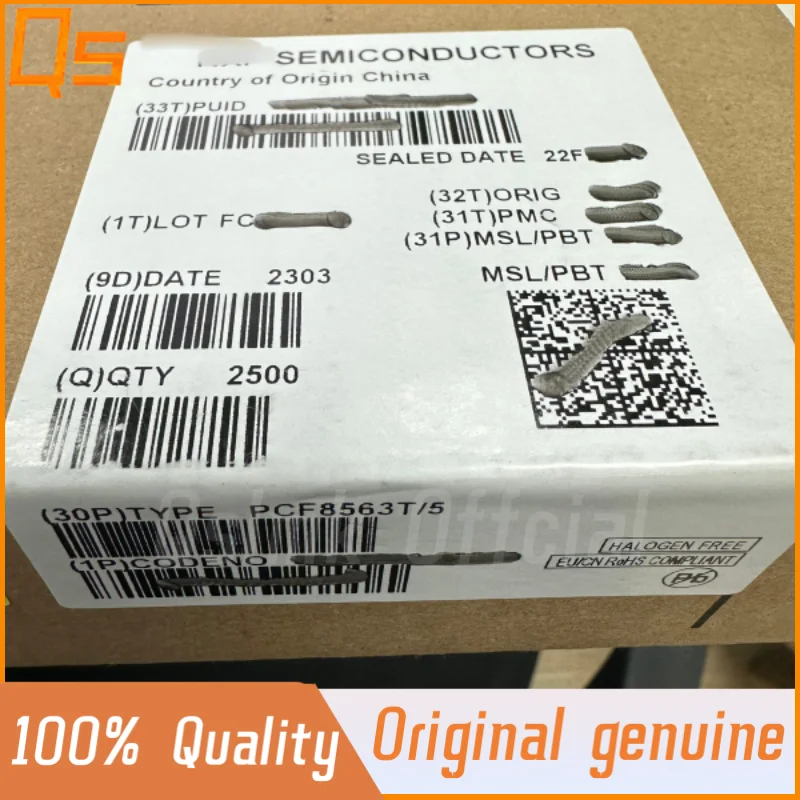 QS
SEMICONDUCTORS
Country of Origin China
(33T)PUID
SEALED DATE 22F
(32T)ORIG
(1T)LOT FC
(31T)PMC
(31P)MSL/PBT
(9D)DATE 2303
MSL/PBT
(Q)QTY 2500
(30P)TYPE PCF8563T/5
(1P)CODENO
HALOGEN FREE
EU/CN RoHS COMPLIANT
100% Quality
Original genuine